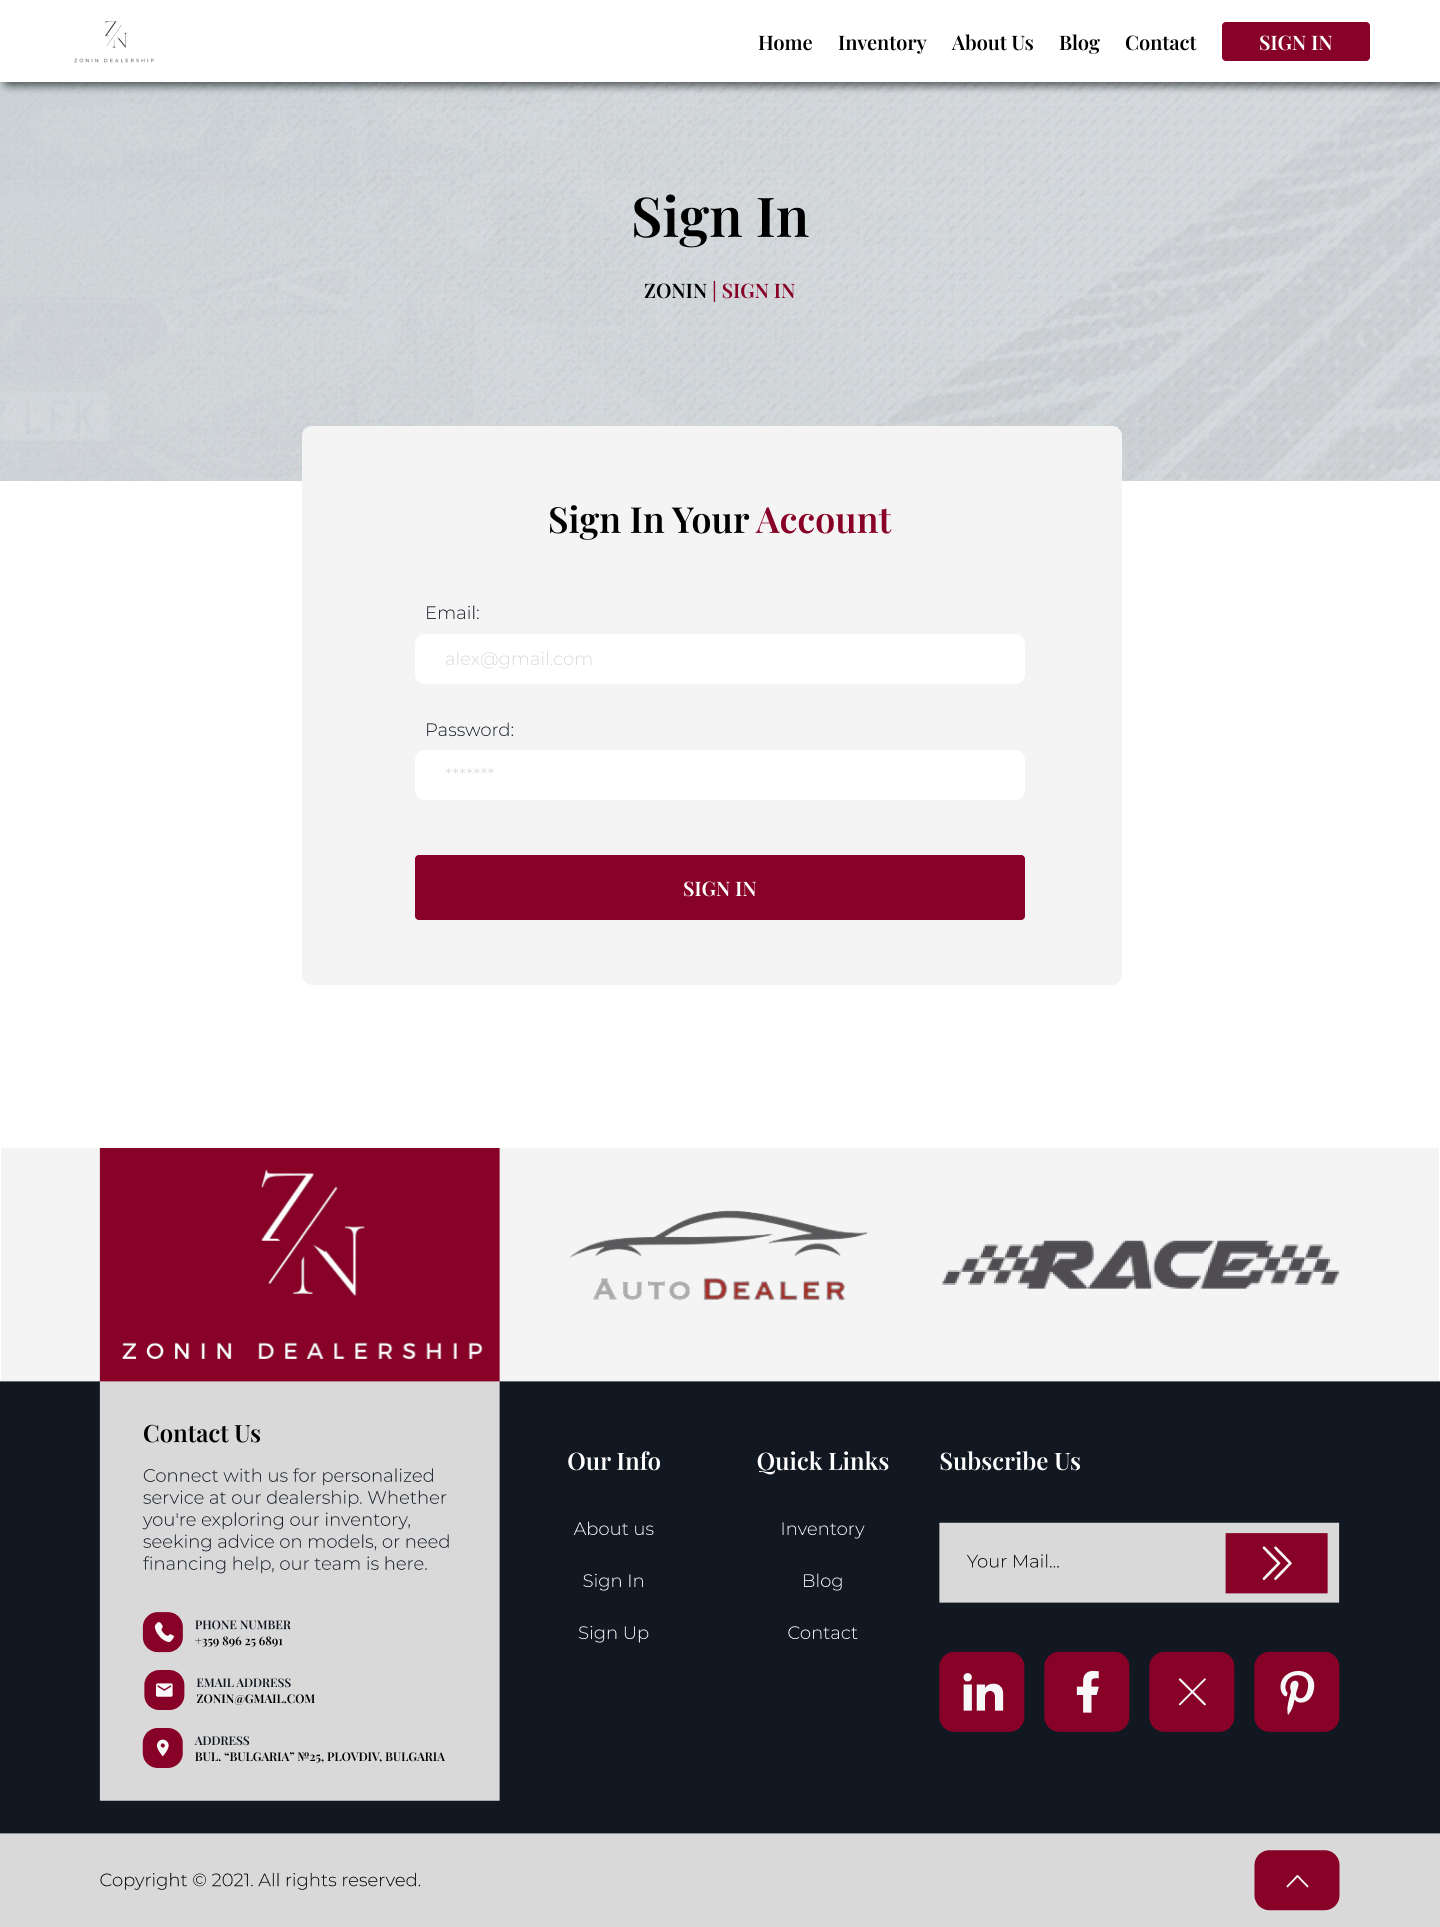 ZN
ZONIN DEALERSHIP
Home Inventory About Us Blog Contact SIGN IN
Sign In
ZONIN | SIGN IN
LFK
Sign In Your Account
Email:
alex@gmail.com
Password:
*******
SIGN IN
ZN
ZONIN DEALERSHIP
AUTO DEALER
RACE
Contact Us
Connect with us for personalized
service at our dealership. Whether
you're exploring our inventory,
seeking advice on models, or need
financing help, our team is here.
PHONE NUMBER
+359 896 25 6891
EMAIL ADDRESS
ZONIN@GMAIL.COM
ADDRESS
BUL. “BULGARIA” №25, PLOVDIV, BULGARIA
Our Info
About us
Sign In
Sign Up
Quick Links
Inventory
Blog
Contact
Subscribe Us
Your Mail...
in f
Copyright © 2021. All rights reserved.